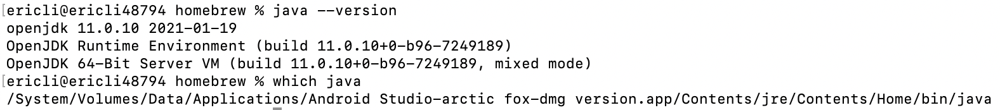 [ericli@ericli48794 homebrew % java --version
openjdk 11.0.10 2021-01-19
OpenJDK Runtime Environment (build 11.0.10+0-b96-7249189)
OpenJDK 64-Bit Server VM (build 11.0.10+0-b96-7249189, mixed mode)
[ericli@ericli48794 homebrew % which java
/System/Volumes/Data/Applications/Android Studio-arctic fox-dmg version.app/Contents/jre/Contents/Home/bin/java